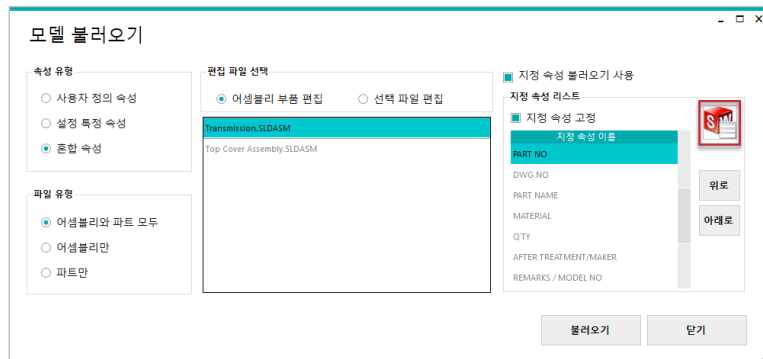 모델 불러오기
속성 유형
사용자 정의 속성
설정 특정 속성
혼합 속성
파일 유형
어셈블리와 파트 모두
어셈블리만
파트만
편집 파일 선택
어셈블리 부품 편집
선택 파일 편집
Transmission.SLDASM
Top Cover Assembly.SLDASM
지정 속성 불러오기 사용
지정 속성 리스트
지정 속성 고정
지정 속성 이름
PART NO
DWG NO
PART NAME
MATERIAL
Q'TY
AFTER TREATMENT/MAKER
REMARKS / MODEL NO
위로
아래로
불러오기
닫기